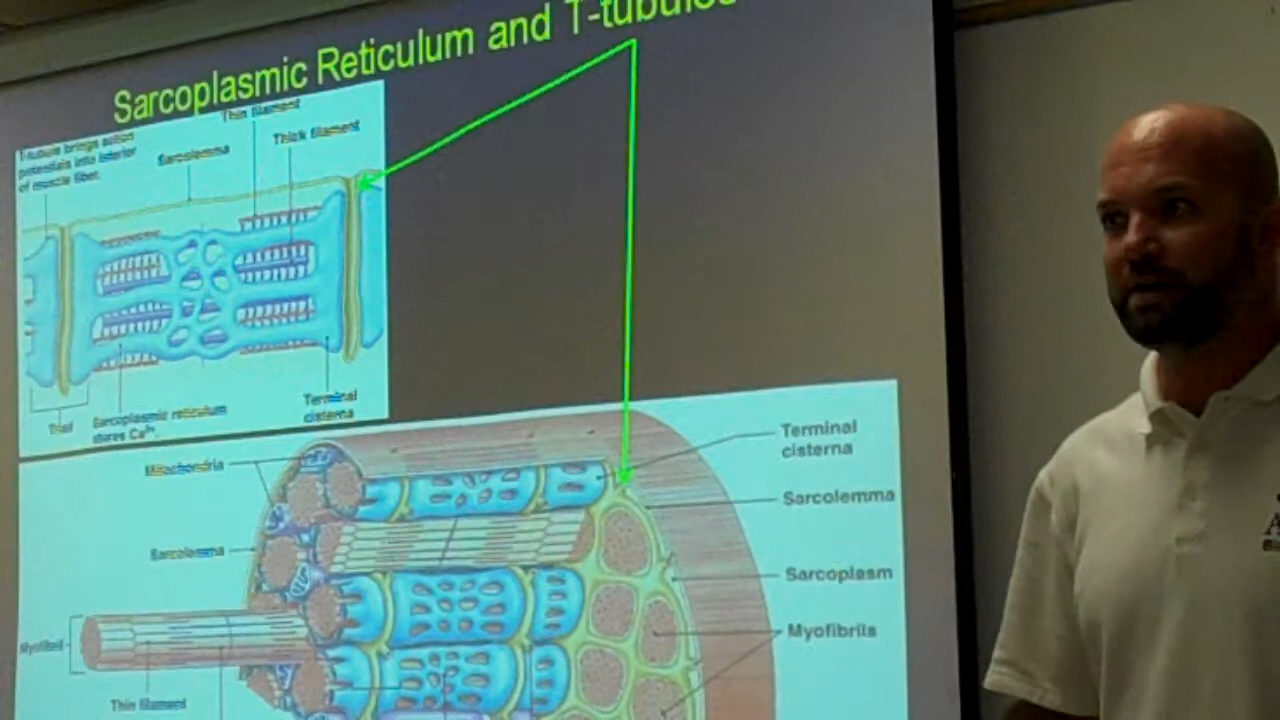 Sarcoplasmic Reticulum and T-tubules
Thin filament
T-tubule brings action
potentials into interior
of muscle fiber.
Sarcolemma
Thick filament
Triad
Sarcoplasmic reticulum
stores Ca²⁺.
Terminal
cisterna
Mitochondria
Terminal
cisterna
Sarcolemma
Sarcolemma
Sarcoplasm
Myofibril
Myofibrils
Thin filament